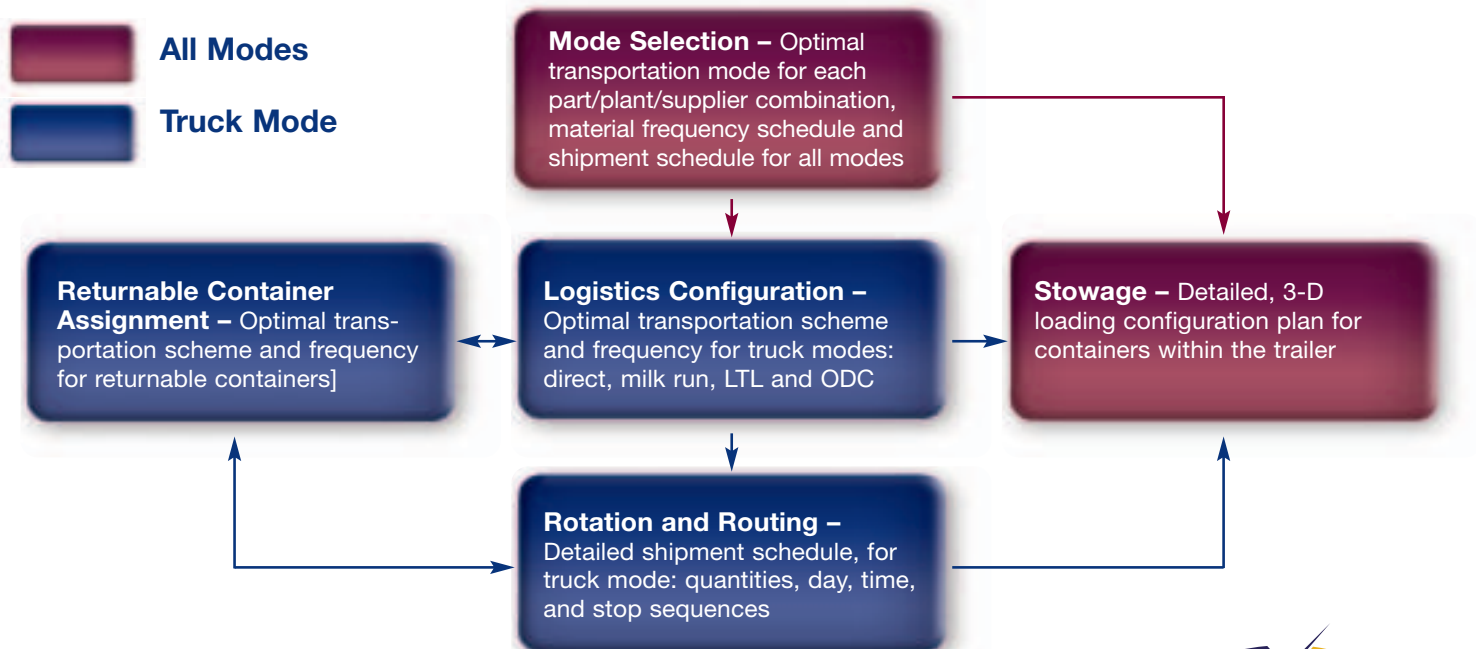 All Modes
Truck Mode
Mode Selection – Optimal
transportation mode for each
part/plant/supplier combination,
material frequency schedule and
shipment schedule for all modes
Returnable Container
Assignment – Optimal trans-
portation scheme and frequency
for returnable containers]
Logistics Configuration –
Optimal transportation scheme
and frequency for truck modes:
direct, milk run, LTL and ODC
Stowage – Detailed, 3-D
loading configuration plan for
containers within the trailer
Rotation and Routing –
Detailed shipment schedule, for
truck mode: quantities, day, time,
and stop sequences